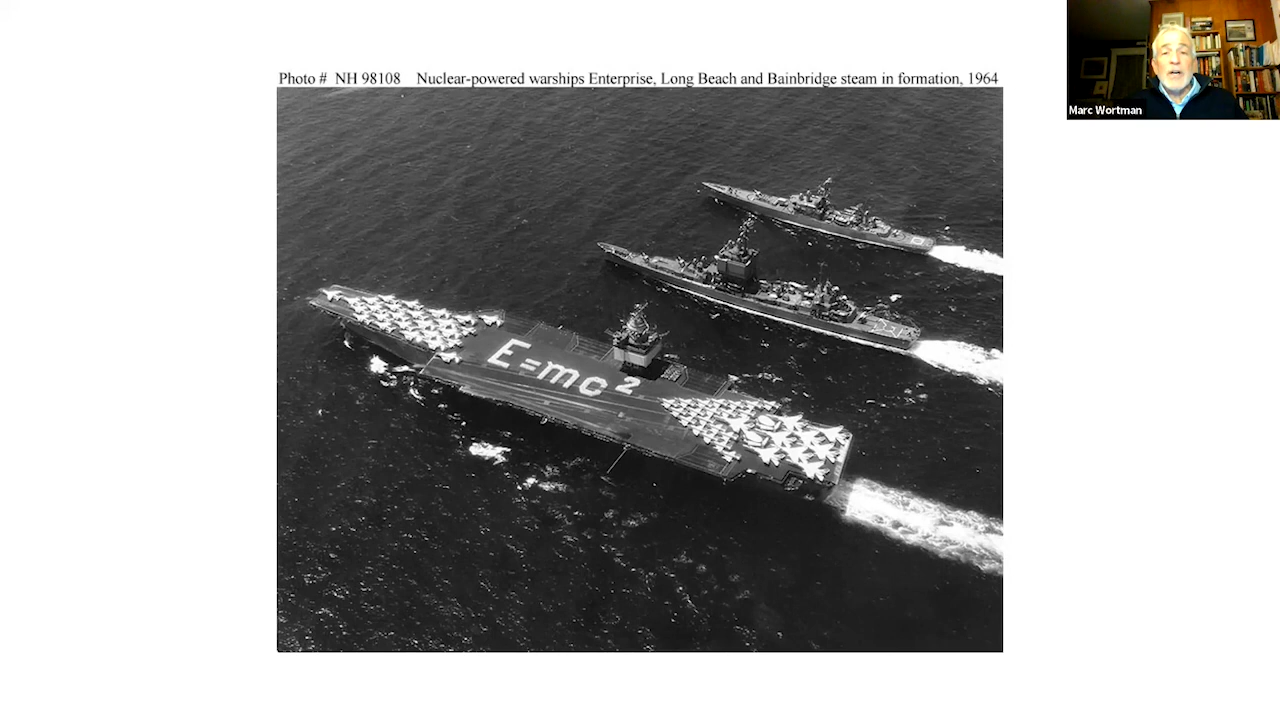 Photo # NH 98108 Nuclear-powered warships Enterprise, Long Beach and Bainbridge steam in formation, 1964
Marc Wortman
E=mc²